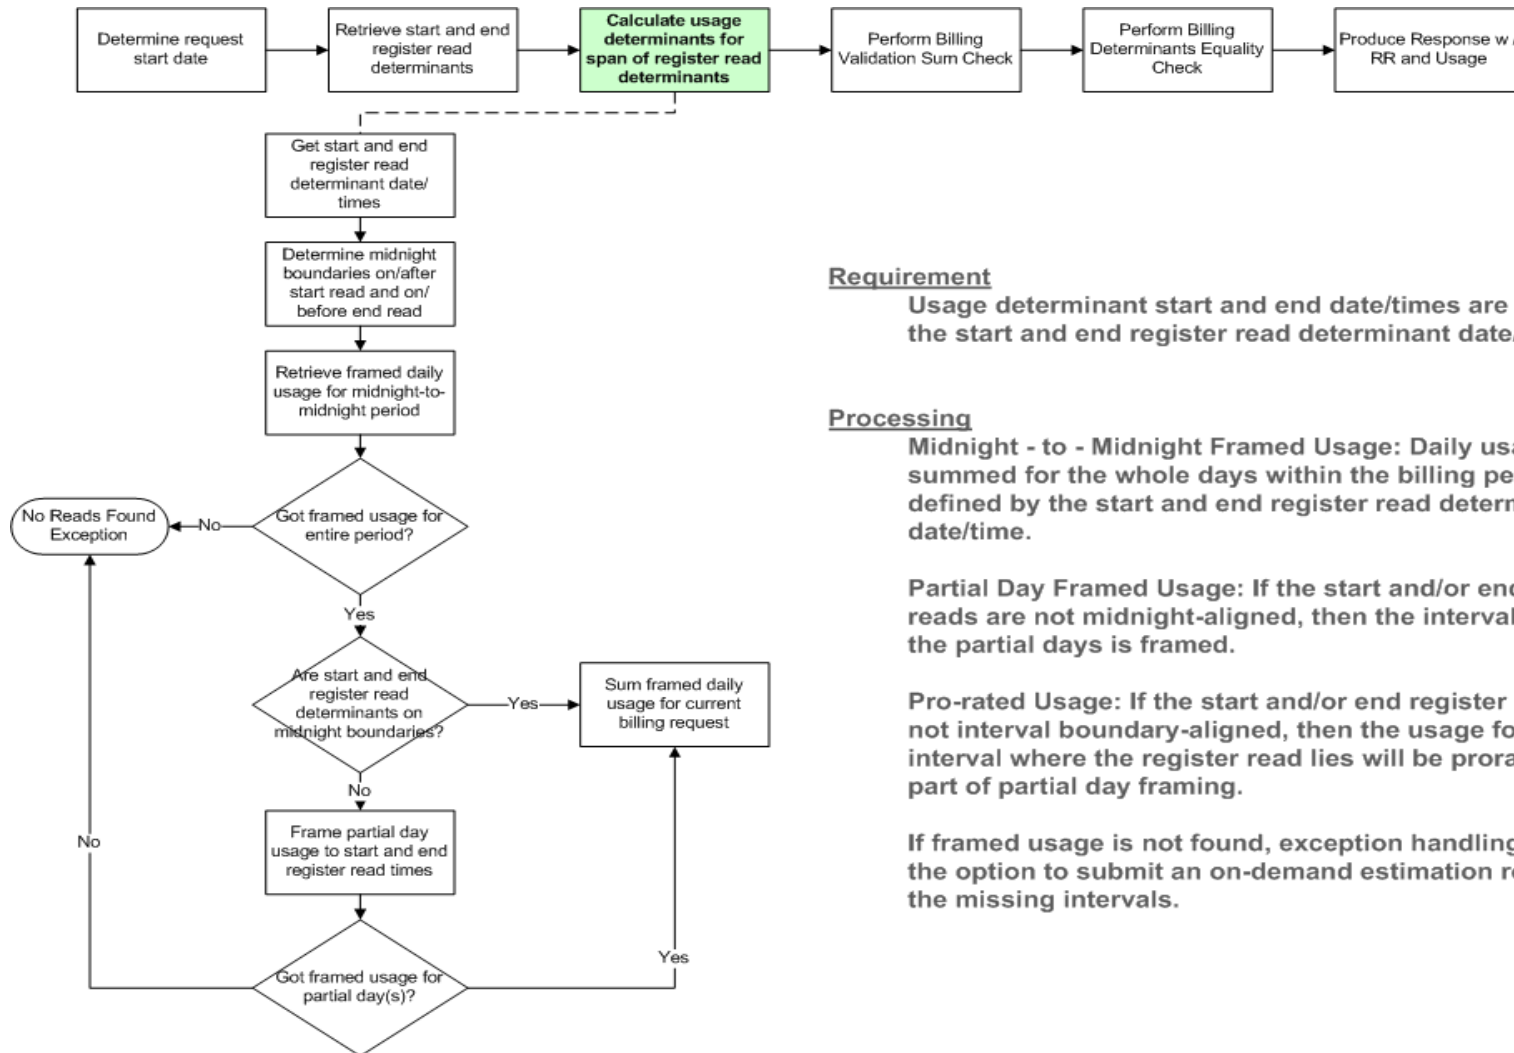 Determine request
start date
Retrieve start and end
register read
determinants
Calculate usage
determinants for
span of register read
determinants
Perform Billing
Validation Sum Check
Perform Billing
Determinants Equality
Check
Produce Response w
RR and Usage
Get start and end
register read
determinant date/
times
Determine midnight
boundaries on/after
start read and on/
before end read
Retrieve framed daily
usage for midnight-to-
midnight period
Got framed usage for
entire period?
No
No Reads Found
Exception
Yes
Are start and end
register read
determinants on
midnight boundaries?
Yes
Sum framed daily
usage for current
billing request
No
Frame partial day
usage to start and end
register read times
No
Got framed usage for
partial day(s)?
Yes
Requirement
Usage determinant start and end date/times are
the start and end register read determinant date/
Processing
Midnight - to - Midnight Framed Usage: Daily
summed for the whole days within the billing
defined by the start and end register read
date/time.
Partial Day Framed Usage: If the start and/or end
reads are not midnight-aligned, then the interval
the partial days is framed.
Pro-rated Usage: If the start and/or end register
not interval boundary-aligned, then the usage
interval where the register read lies will be
part of partial day framing.
If framed usage is not found, exception handling
the option to submit an on-demand estimation
the missing intervals.